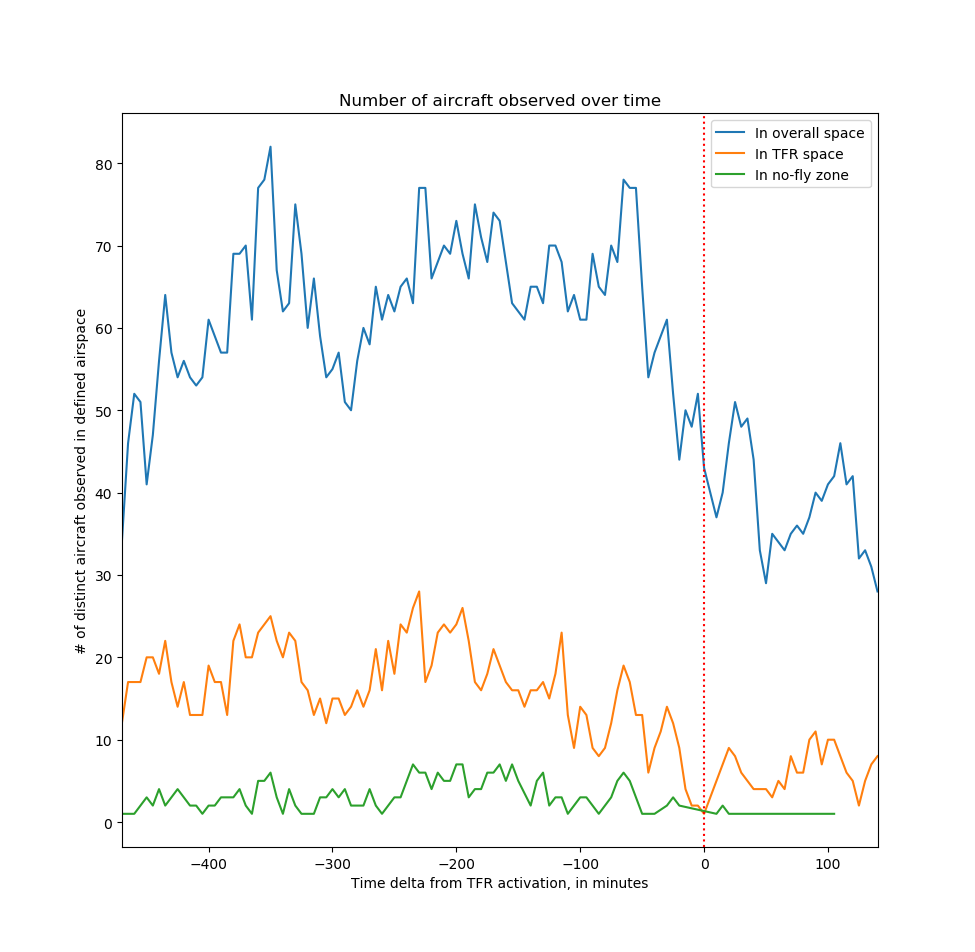 Number of aircraft observed over time
In overall space
In TFR space
In no-fly zone
# of distinct aircraft observed in defined airspace
80
70
60
50
40
30
20
10
0
−400 −300 −200 −100 0 100
Time delta from TFR activation, in minutes